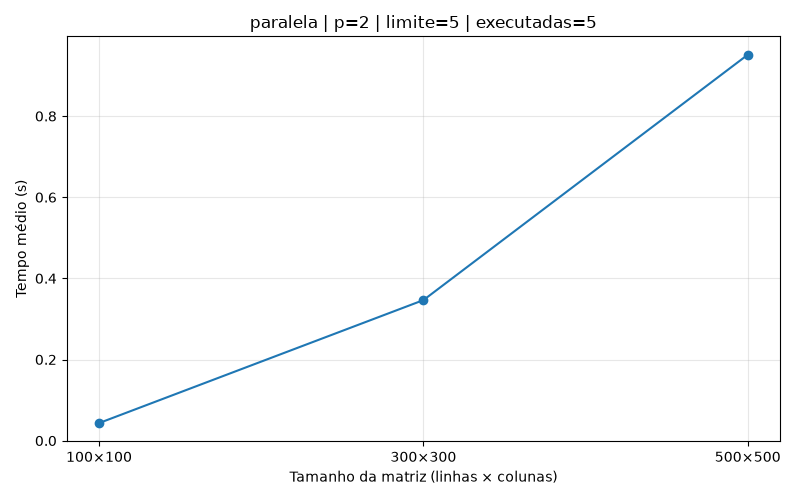 paralela | p=2 | limite=5 | executadas=5
Tempo médio (s)
0.8
0.6
0.4
0.2
0.0
100×100
300×300
500×500
Tamanho da matriz (linhas × colunas)